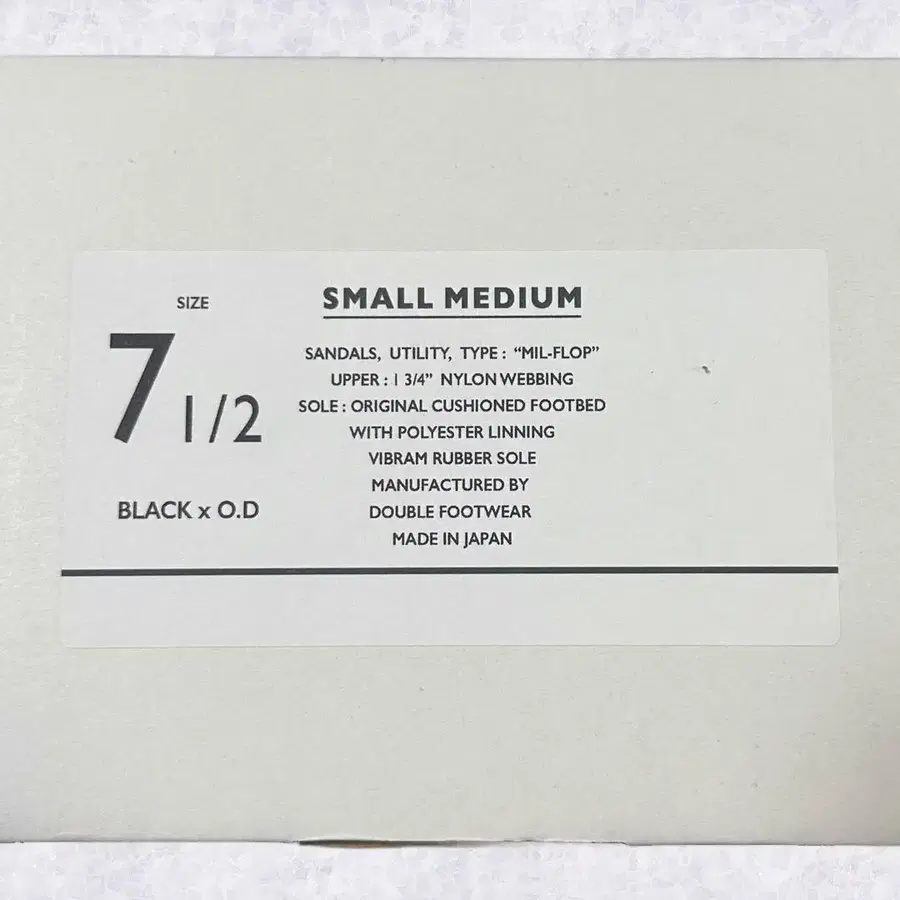 SIZE
7 1/2
BLACK x O.D
SMALL MEDIUM
SANDALS, UTILITY, TYPE : “MIL-FLOP”
UPPER : 1 3/4” NYLON WEBBING
SOLE : ORIGINAL CUSHIONED FOOTBED
WITH POLYESTER LINNING
VIBRAM RUBBER SOLE
MANUFACTURED BY
DOUBLE FOOTWEAR
MADE IN JAPAN